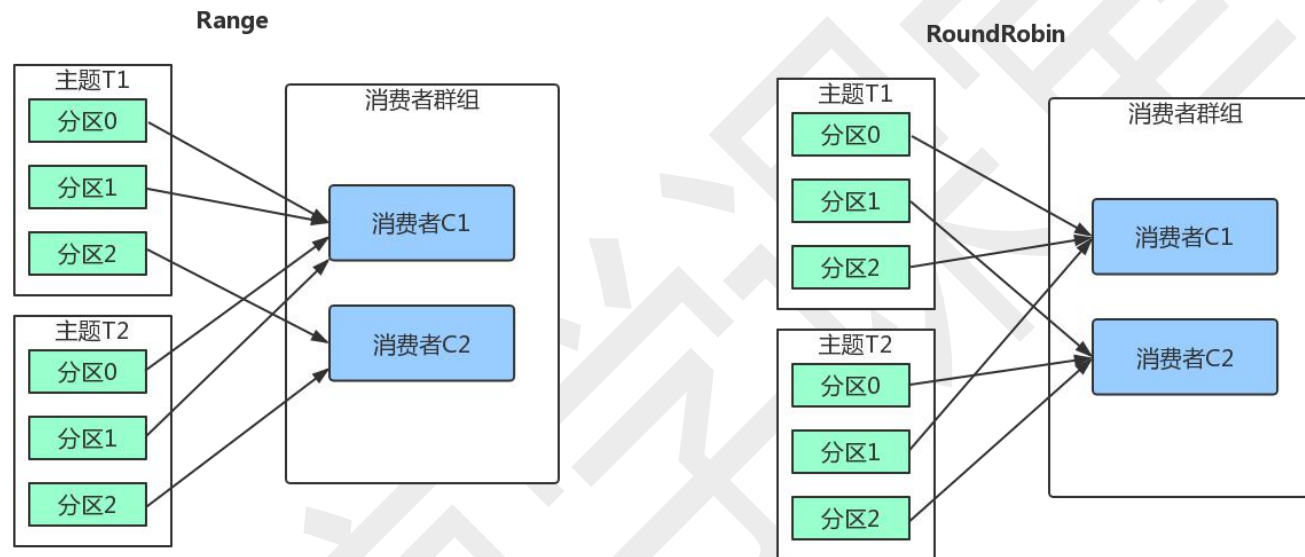 Range
主题T1
分区0
分区1
分区2
主题T2
分区0
分区1
分区2
消费者群组
消费者C1
消费者C2
RoundRobin
主题T1
分区0
分区1
分区2
主题T2
分区0
分区1
分区2
消费者群组
消费者C1
消费者C2